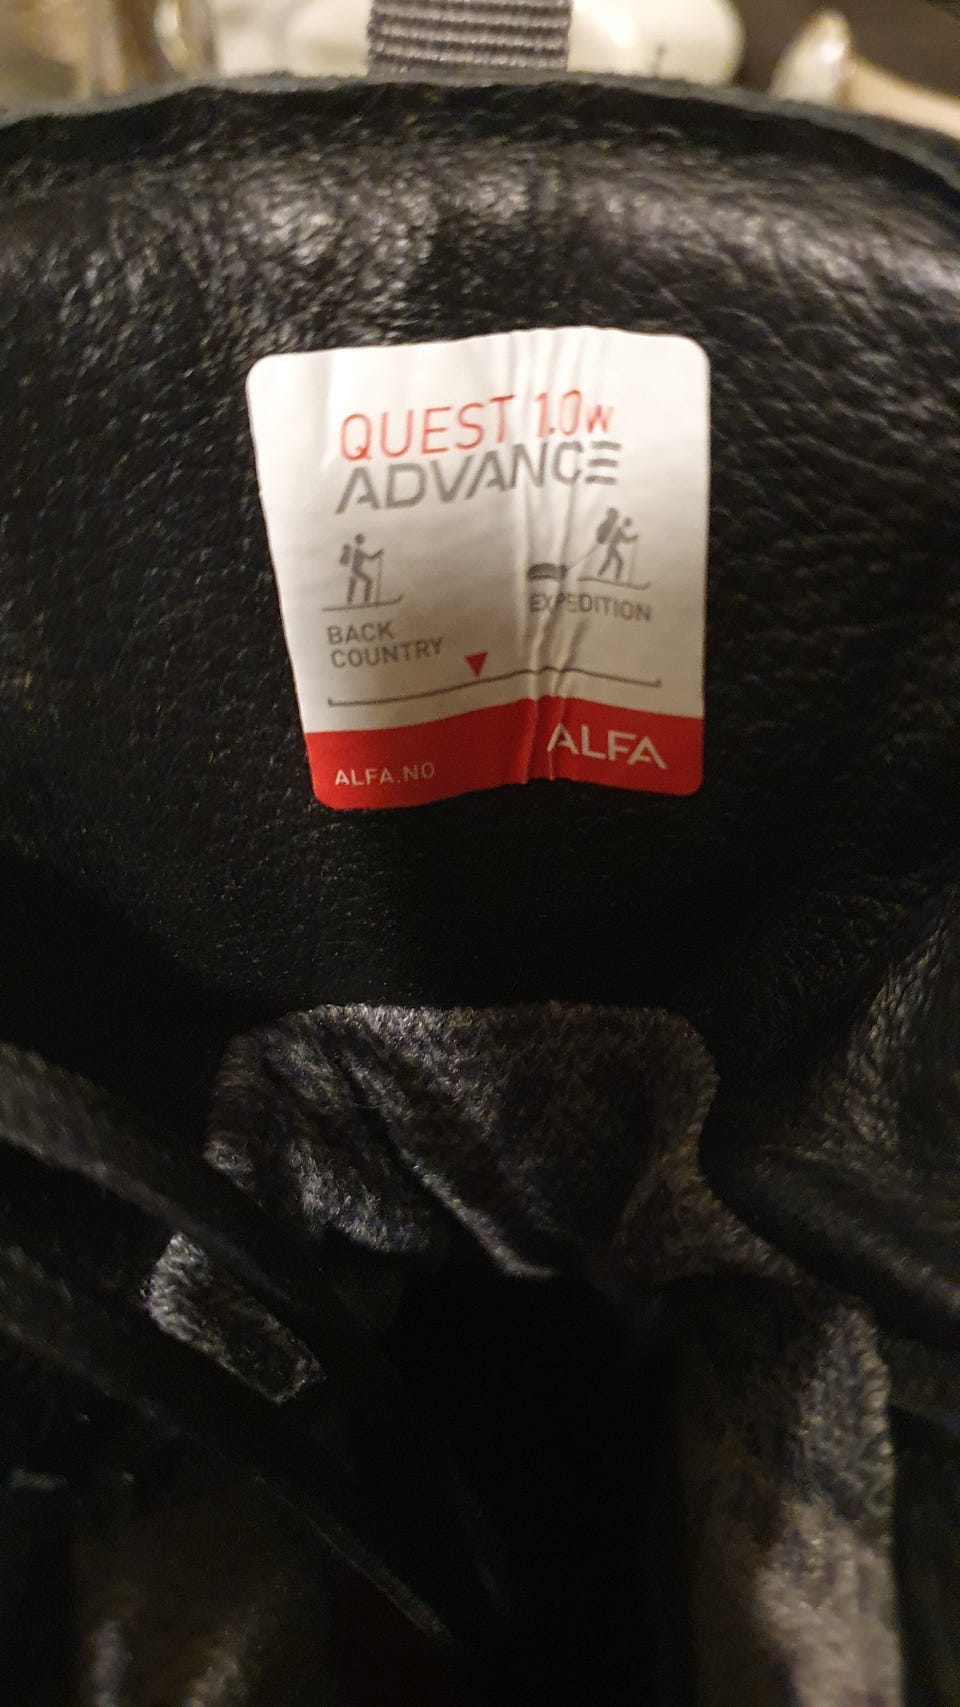 QUEST 1.0W
ADVANCE
BACK
COUNTRY
EXPEDITION
ALFA.NO
ALFA